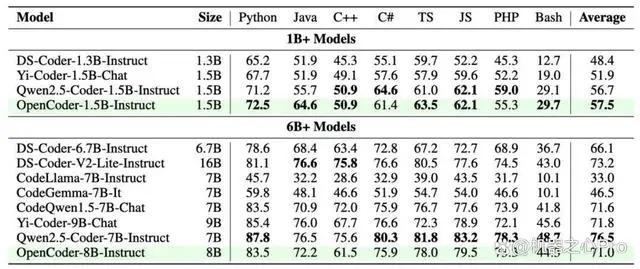 Model Size Python Java C++ C# TS JS PHP Bash Average
1B+ Models
DS-Coder-1.3B-Instruct 1.3B 65.2 51.9 45.3 55.1 59.7 52.2 45.3 12.7 48.4
Yi-Coder-1.5B-Chat 1.5B 67.7 51.9 49.1 57.6 57.9 59.6 52.2 19.0 51.9
Qwen2.5-Coder-1.5B-Instruct 1.5B 71.2 55.7 50.9 64.6 61.0 62.1 59.0 29.1 56.7
OpenCoder-1.5B-Instruct 1.5B 72.5 64.6 50.9 61.4 63.5 62.1 55.3 29.7 57.5
6B+ Models
DS-Coder-6.7B-Instruct 6.7B 78.6 68.4 63.4 72.8 67.2 72.7 68.9 36.7 66.1
DS-Coder-V2-Lite-Instruct 16B 81.1 76.6 75.8 76.6 80.5 77.6 74.5 43.0 73.2
CodeLlama-7B-Instruct 7B 45.7 32.2 28.6 32.9 39.0 43.5 31.7 10.1 33.0
CodeGemma-7B-It 7B 59.8 48.1 46.6 51.9 54.7 54.0 46.6 10.1 46.5
CodeQwen1.5-7B-Chat 7B 83.5 70.9 72.0 75.9 76.7 77.6 73.9 41.8 71.6
Yi-Coder-9B-Chat 9B 85.4 76.0 67.7 76.6 72.3 78.9 72.1 45.6 71.8
Qwen2.5-Coder-7B-Instruct 7B 87.8 76.5 75.6 80.3 81.8 83.2 78.3 48.7 76.5
OpenCoder-8B-Instruct 8B 83.5 72.2 61.5 75.9 78.0 79.5 44.3 71.0